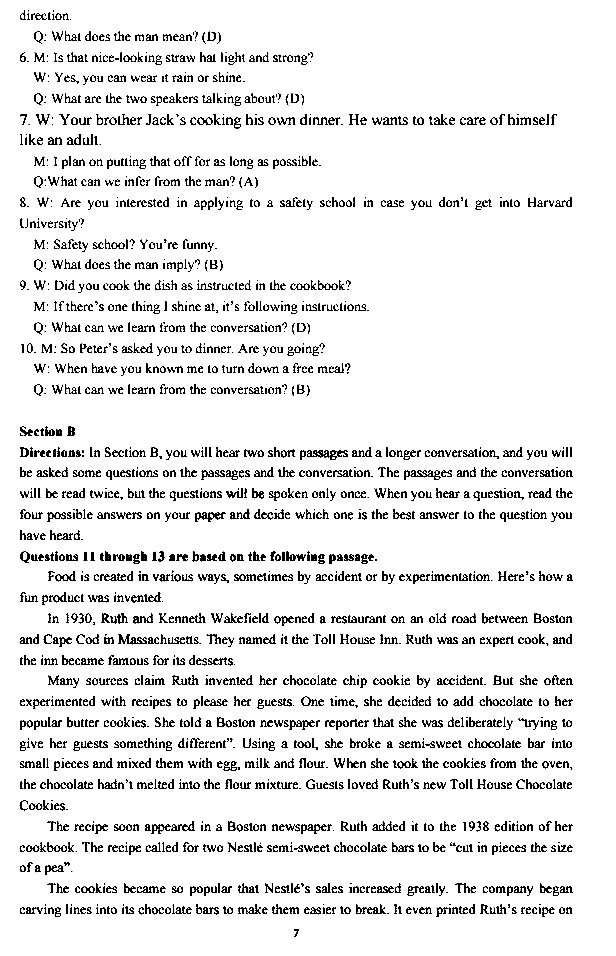 direction.
Q: What does the man mean? (D)
6. M: Is that nice-looking straw hat light and strong?
W: Yes, you can wear it rain or shine.
Q: What are the two speakers talking about? (D)
7. W: Your brother Jack's cooking his own dinner. He wants to take care of himself
like an adult.
M: I plan on putting that off for as long as possible.
Q:What can we infer from the man? (A)
8. W: Are you interested in applying to a safety school in case you don't get into Harvard
University?
M: Safety school? You're funny.
Q: What does the man imply? (B)
9. W: Did you cook the dish as instructed in the cookbook?
M: If there's one thing I shine at, it's following instructions.
Q: What can we learn from the conversation? (D)
10. M: So Peter's asked you to dinner. Are you going?
W: When have you known me to turn down a free meal?
Q: What can we learn from the conversation? (B)
Section B
Directions: In Section B, you will hear two short passages and a longer conversation, and you will
be asked some questions on the passages and the conversation. The passages and the conversation
will be read twice, but the questions will be spoken only once. When you hear a question, read the
four possible answers on your paper and decide which one is the best answer to the question you
have heard.
Questions 11 through 13 are based on the following passage.
Food is created in various ways, sometimes by accident or by experimentation. Here's how a
fun product was invented.
In 1930, Ruth and Kenneth Wakefield opened a restaurant on an old road between Boston
and Cape Cod in Massachusetts. They named it the Toll House Inn. Ruth was an expert cook, and
the inn became famous for its desserts.
Many sources claim Ruth invented her chocolate chip cookie by accident. But she often
experimented with recipes to please her guests. One time, she decided to add chocolate to her
popular butter cookies. She told a Boston newspaper reporter that she was deliberately "trying to
give her guests something different". Using a tool, she broke a semi-sweet chocolate bar into
small pieces and mixed them with egg, milk and flour. When she took the cookies from the oven,
the chocolate hadn't melted into the flour mixture. Guests loved Ruth's new Toll House Chocolate
Cookies.
The recipe soon appeared in a Boston newspaper. Ruth added it to the 1938 edition of her
cookbook. The recipe called for two Nestlé semi-sweet chocolate bars to be "cut in pieces the size
of a pea".
The cookies became so popular that Nestlé's sales increased greatly. The company began
carving lines into its chocolate bars to make them easier to break. It even printed Ruth's recipe on
7